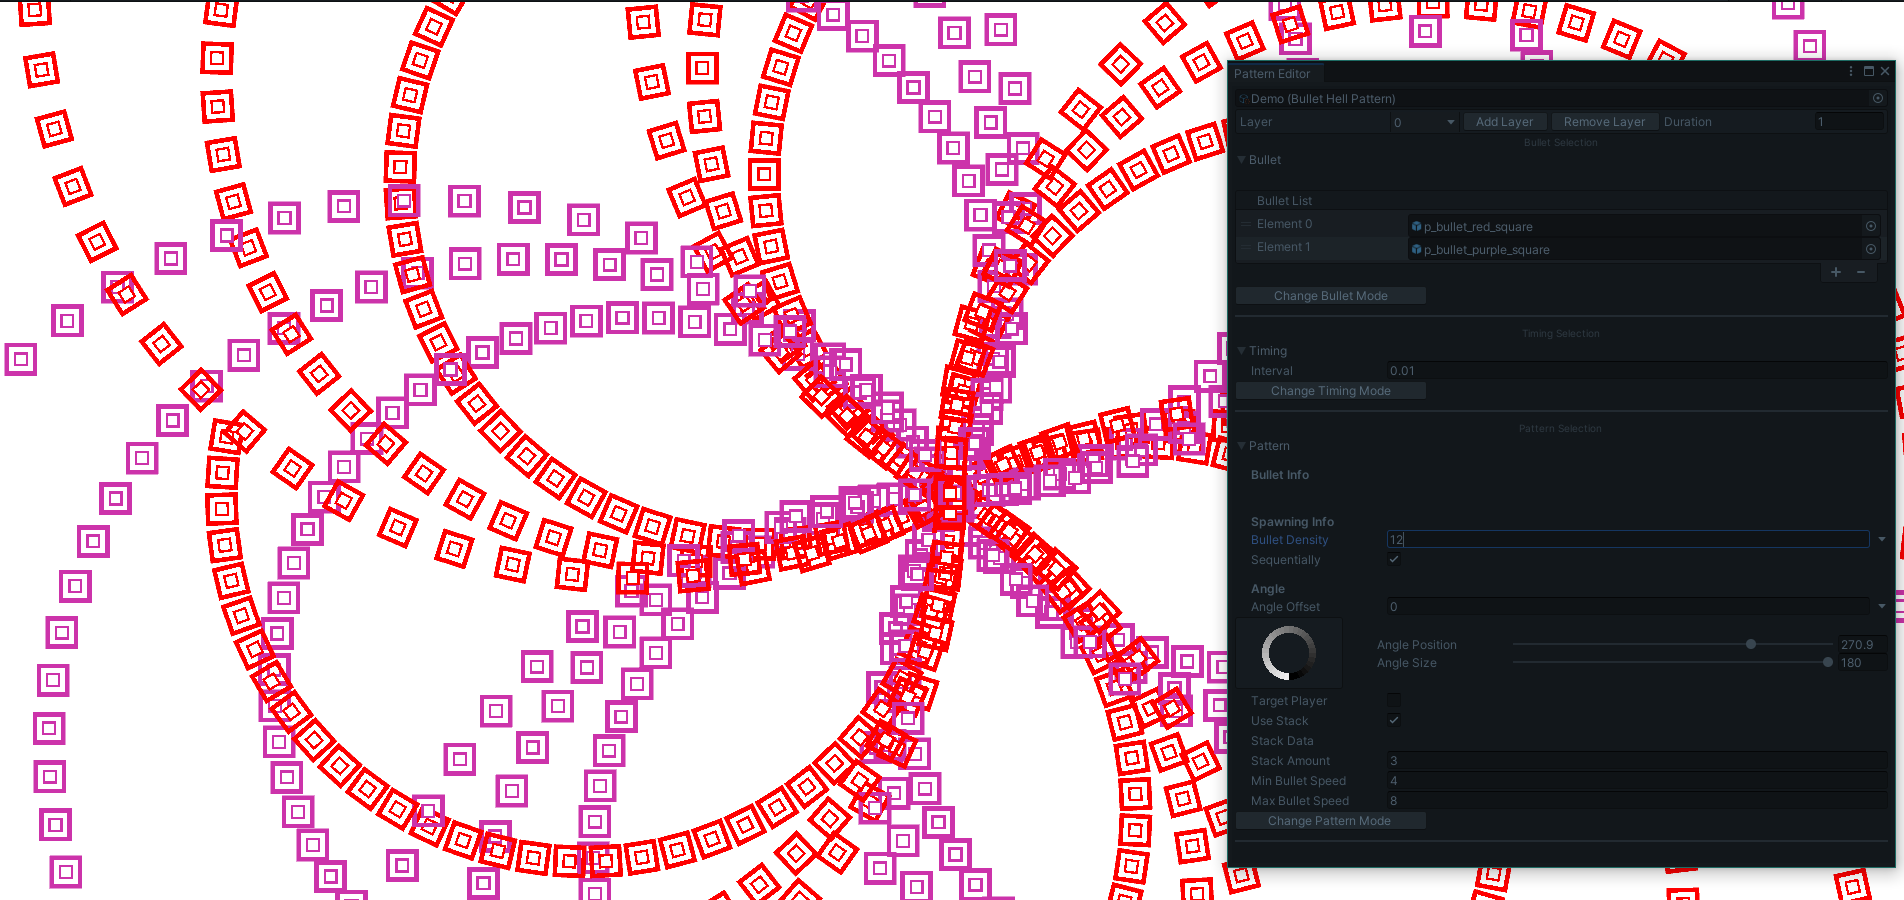 Pattern Editor
Demo (Bullet Hell Pattern)
Layer 0 Add Layer Remove Layer Duration 1
Bullet Selection
Bullet
Bullet List
Element 0 p_bullet_red_square
Element 1 p_bullet_purple_square
+ −
Change Bullet Mode
Timing Selection
Timing
Interval 0.01
Change Timing Mode
Pattern Selection
Pattern
Bullet Info
Spawning Info
Bullet Density 12
Sequentially
Angle
Angle Offset 0
Angle Position 270.9
Angle Size 180
Target Player
Use Stack
Stack Data
Stack Amount 3
Min Bullet Speed 4
Max Bullet Speed 8
Change Pattern Mode